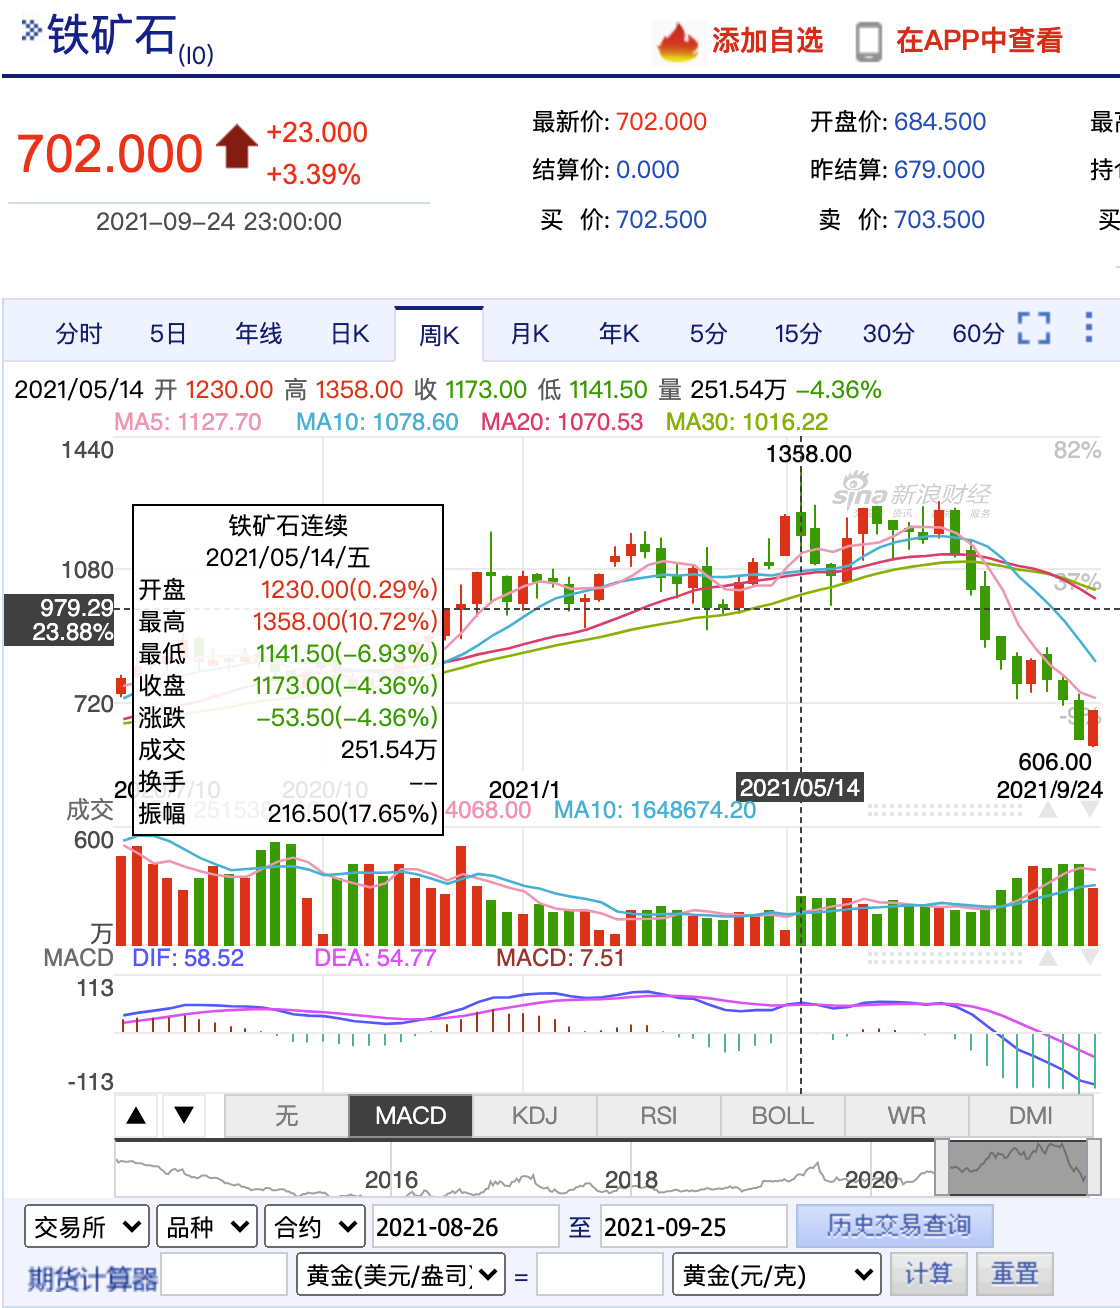 铁矿石(I0)
添加自选
在APP中查看
702.000
+23.000
+3.39%
2021-09-24 23:00:00
最新价: 702.000
开盘价: 684.500
最高
结算价: 0.000
昨结算: 679.000
持仓
买 价: 702.500
卖 价: 703.500
买
分时 5日 年线 日K 周K 月K 年K 5分 15分 30分 60分
2021/05/14 开 1230.00 高 1358.00 收 1173.00 低 1141.50 量 251.54万 -4.36%
MA5: 1127.70 MA10: 1078.60 MA20: 1070.53 MA30: 1016.22
1440
82%
1358.00
sina 新浪财经
铁矿石连续
2021/05/14/五
1080
37%
开盘 1230.00(0.29%)
979.29
23.88%
最高 1358.00(10.72%)
最低 1141.50(-6.93%)
收盘 1173.00(-4.36%)
720
-9%
涨跌 -53.50(-4.36%)
成交 251.54万
换手 --
振幅 216.50(17.65%)
606.00
2020/10
2021/1
2021/05/14
2021/9/24
成交
4068.00
MA10: 1648674.20
600
万
MACD DIF: 58.52 DEA: 54.77 MACD: 7.51
113
-113
▲ ▼ 无 MACD KDJ RSI BOLL WR DMI
2016 2018 2020
交易所 品种 合约 2021-08-26 至 2021-09-25 历史交易查询
期货计算器 黄金(美元/盎司) = 黄金(元/克) 计算 重置